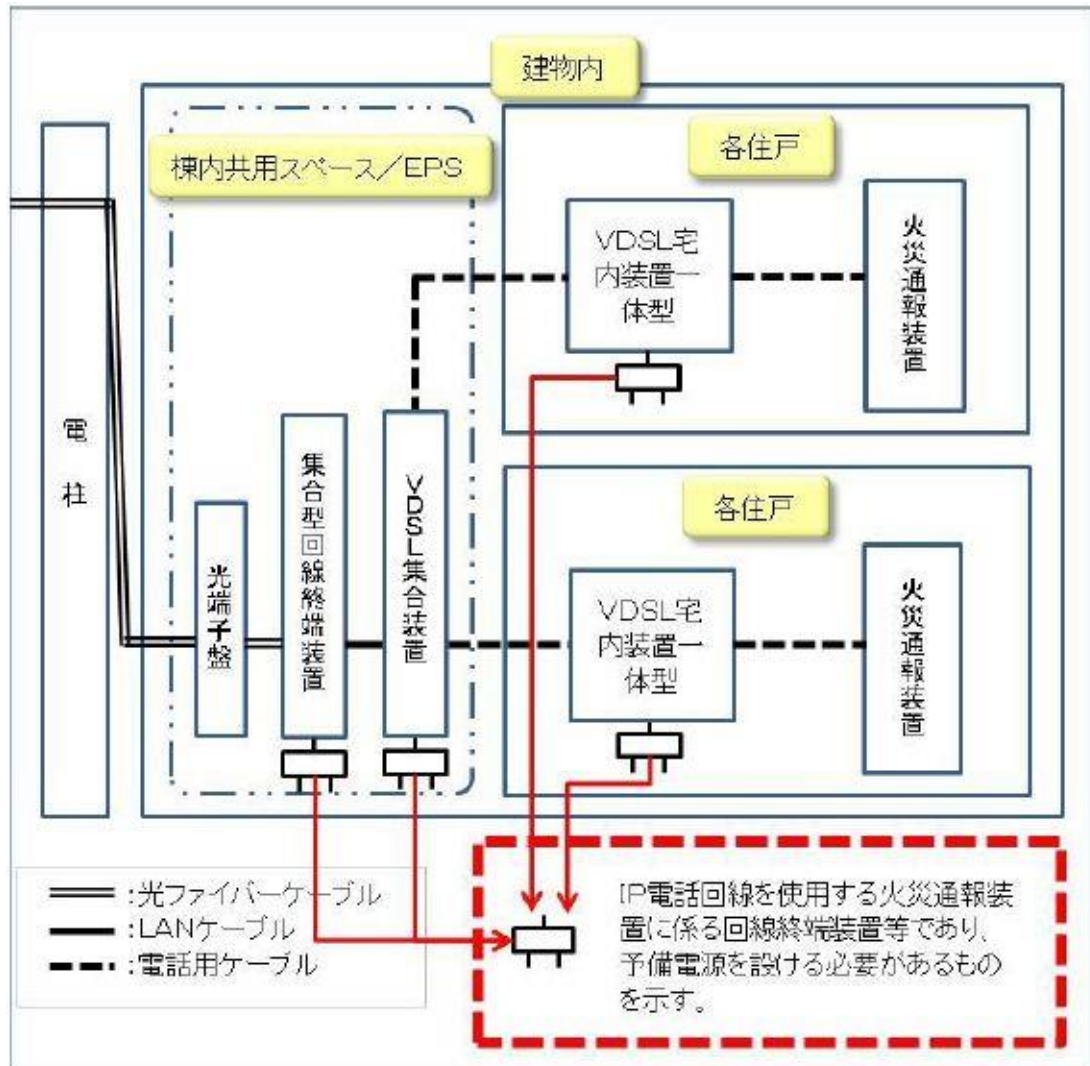 建物内
棟内共用スペース／EPS
各住戸
VDSL宅
内装置一
体型
火災通報装置
電柱
光端子盤
集合型回線終端装置
VDSL集合装置
各住戸
VDSL宅
内装置一
体型
火災通報装置
:光ファイバーケーブル
:LANケーブル
:電話用ケーブル
IP電話回線を使用する火災通報装
置に係る回線終端装置等であり、
予備電源を設ける必要があるもの
を示す。